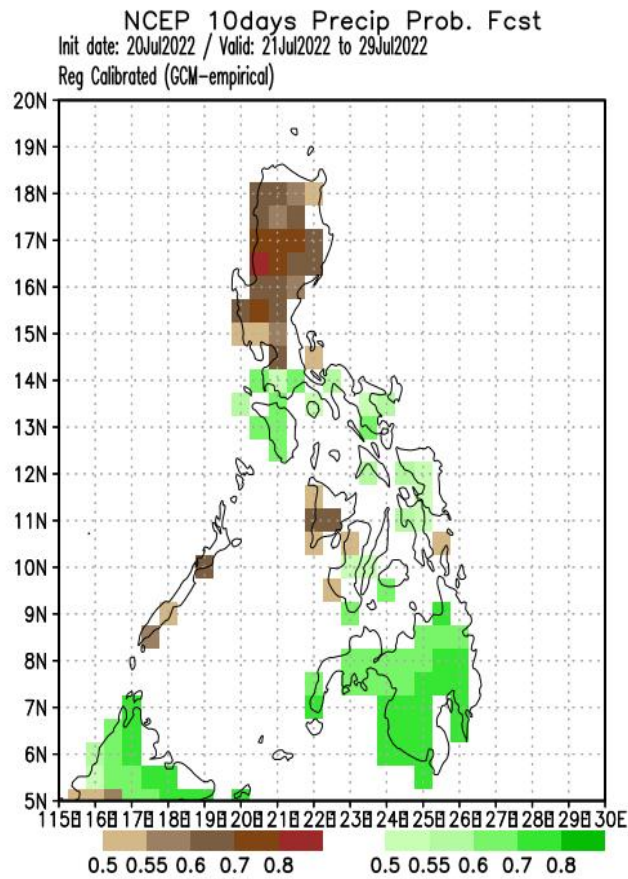 NCEP 10days Precip Prob. Fcst
Init date: 20Jul2022 / Valid: 21Jul2022 to 29Jul2022
Reg Calibrated (GCM-empirical)
20N
19N
18N
17N
16N
15N
14N
13N
12N
11N
10N
9N
8N
7N
6N
5N
115E 116E 117E 118E 119E 120E 121E 122E 123E 124E 125E 126E 127E 128E 129E 130E
0.5 0.55 0.6 0.7 0.8 0.5 0.55 0.6 0.7 0.8